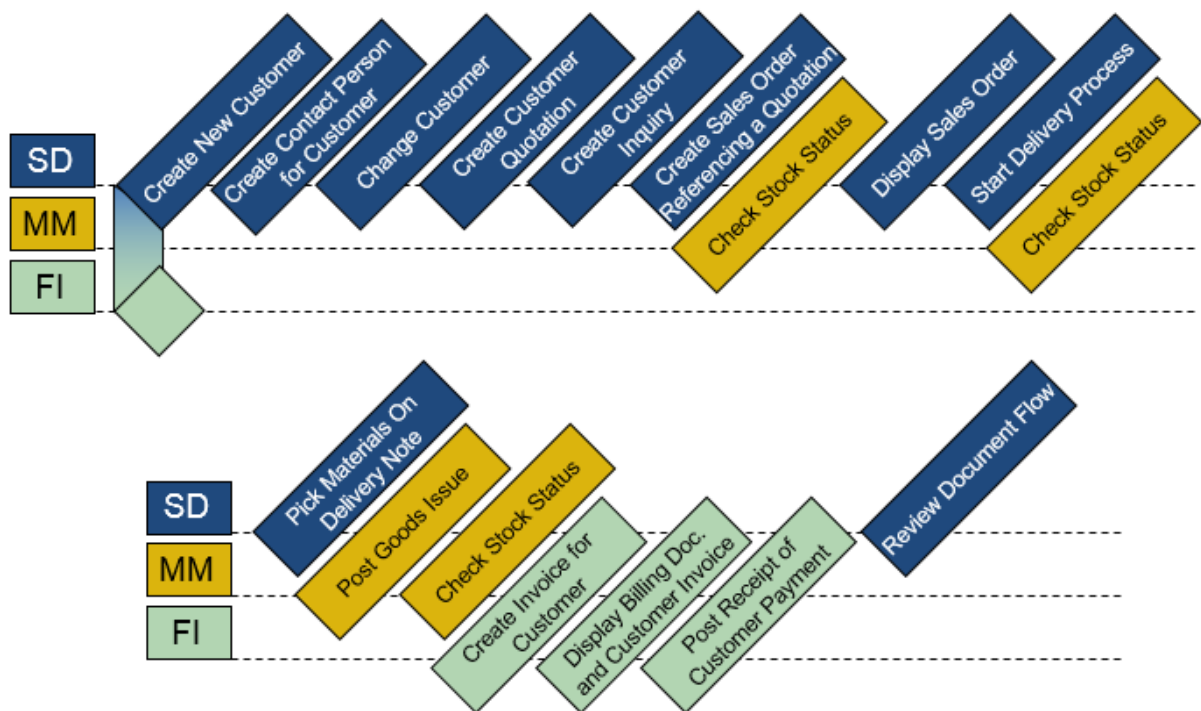 SD
MM
FI
Create New Customer
Create Contact Person
for Customer
Change Customer
Create Customer
Quotation
Create Customer
Inquiry
Create Sales Order
Referencing a Quotation
Check Stock Status
Display Sales Order
Start Delivery Process
Check Stock Status
SD
MM
FI
Pick Materials On
Delivery Note
Post Goods Issue
Check Stock Status
Create Invoice for
Customer
Display Billing Doc.
and Customer Invoice
Post Receipt of
Customer Payment
Review Document Flow